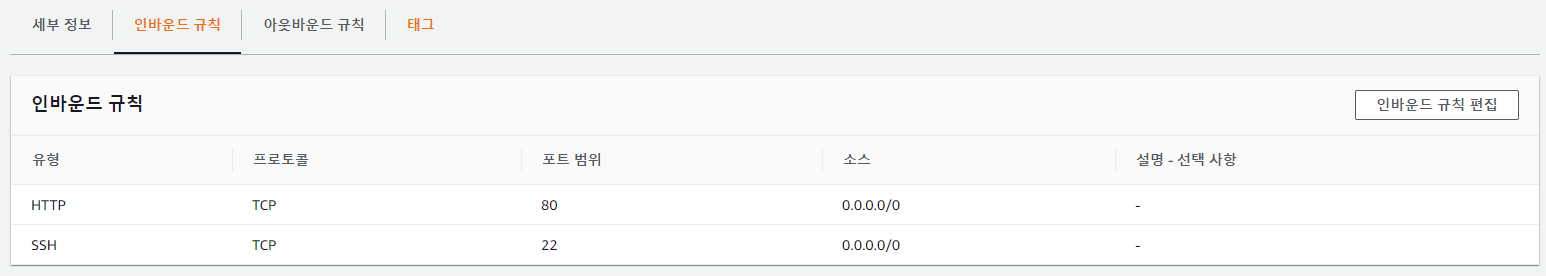 세부 정보 인바운드 규칙 아웃바운드 규칙 태그
인바운드 규칙 인바운드 규칙 편집
유형 프로토콜 포트 범위 소스 설명 - 선택 사항
HTTP TCP 80 0.0.0.0/0 -
SSH TCP 22 0.0.0.0/0 -